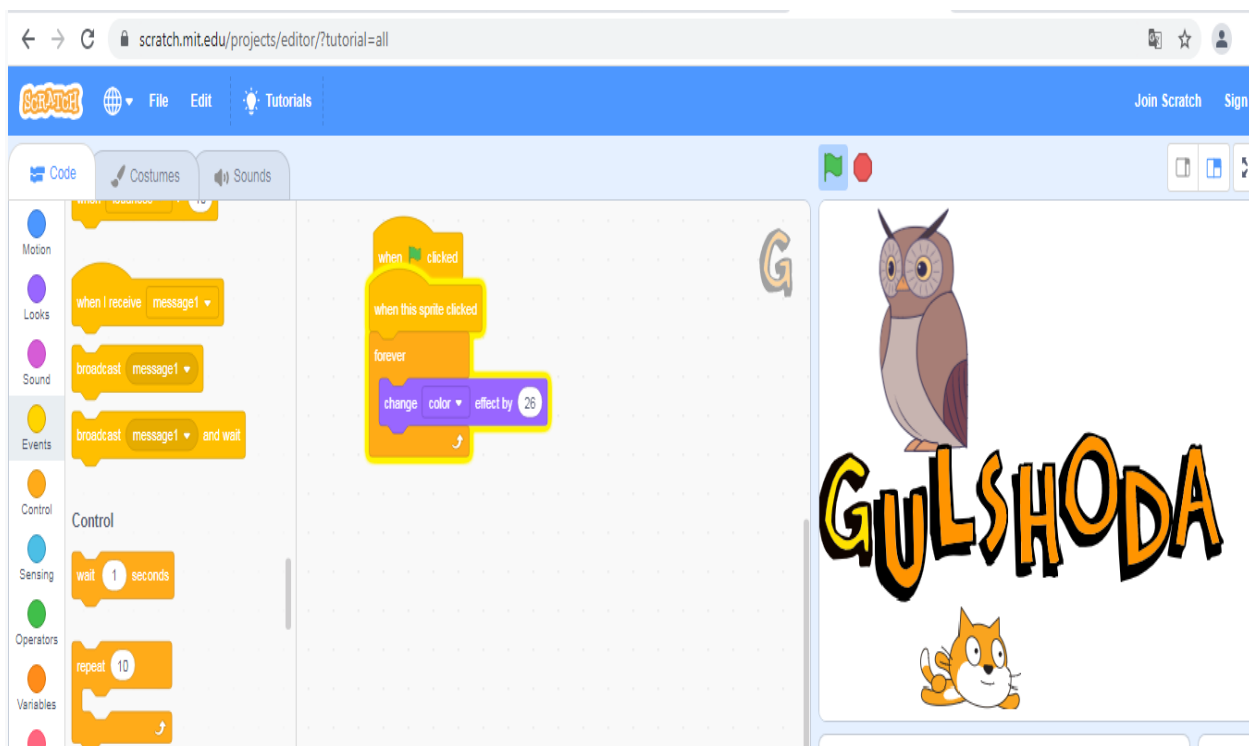 scratch.mit.edu/projects/editor/?tutorial=all
SCRATCH File Edit Tutorials Join Scratch Sign
Code Costumes Sounds
Motion
Looks
Sound
Events
Control
Sensing
Operators
Variables
when I receive message1
broadcast message1
broadcast message1 and wait
Control
wait 1 seconds
repeat 10
when clicked
when this sprite clicked
forever
change color effect by 26
G
GULSHODA